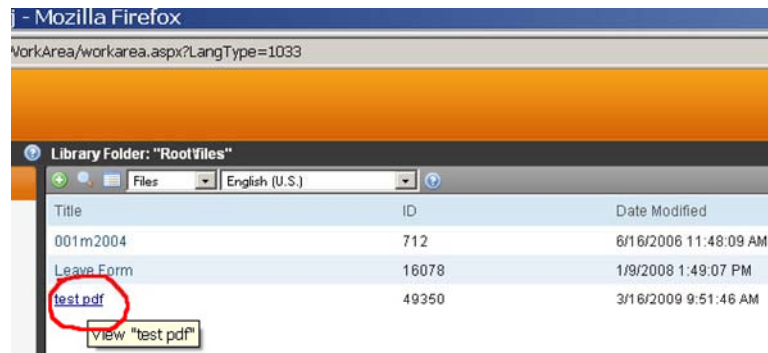 j - Mozilla Firefox
WorkArea/workarea.aspx?LangType=1033
Library Folder: "Root\files"
Files English (U.S.)
Title ID Date Modified
001m2004 712 6/16/2006 11:48:09 AM
Leave Form 16078 1/9/2008 1:49:07 PM
test pdf 49350 3/16/2009 9:51:46 AM
View "test pdf"